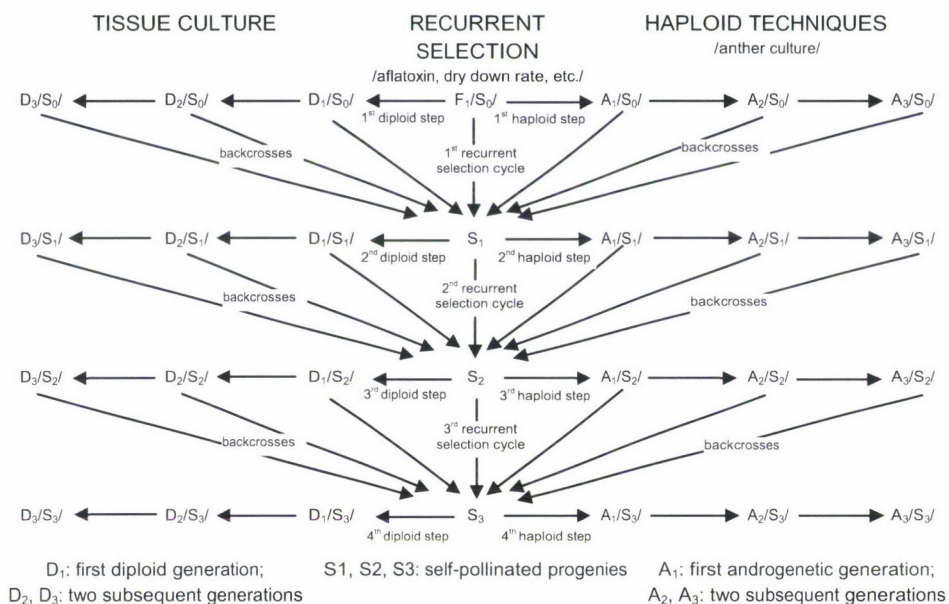 TISSUE CULTURE RECURRENT HAPLOID TECHNIQUES
SELECTION /anther culture/
/aflatoxin, dry down rate, etc./
D₃/S₀/ D₂/S₀/ D₁/S₀/ F₁/S₀/ A₁/S₀/ A₂/S₀/ A₃/S₀/
1st diploid step 1st haploid step
backcrosses 1st recurrent backcrosses
selection cycle
D₃/S₁/ D₂/S₁/ D₁/S₁/ S₁ A₁/S₁/ A₂/S₁/ A₃/S₁/
2nd diploid step 2nd haploid step
backcrosses 2nd recurrent backcrosses
selection cycle
D₃/S₂/ D₂/S₂/ D₁/S₂/ S₂ A₁/S₂/ A₂/S₂/ A₃/S₂/
3rd diploid step 3rd haploid step
backcrosses 3rd recurrent backcrosses
selection cycle
D₃/S₃/ D₂/S₃/ D₁/S₃/ S₃ A₁/S₃/ A₂/S₃/ A₃/S₃/
4th diploid step 4th haploid step
D₁: first diploid generation; S1, S2, S3: self-pollinated progenies A₁: first androgenetic generation;
D₂, D₃: two subsequent generations A₂, A₃: two subsequent generations